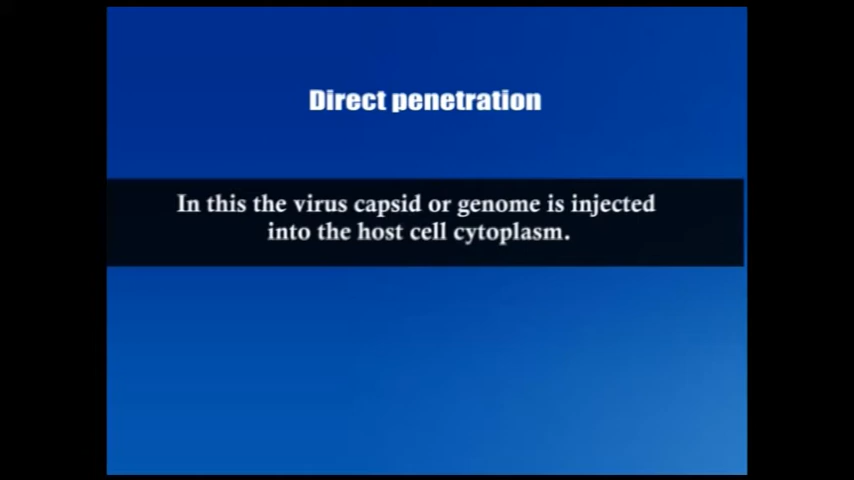 Direct penetration
In this the virus capsid or genome is injected
into the host cell cytoplasm.